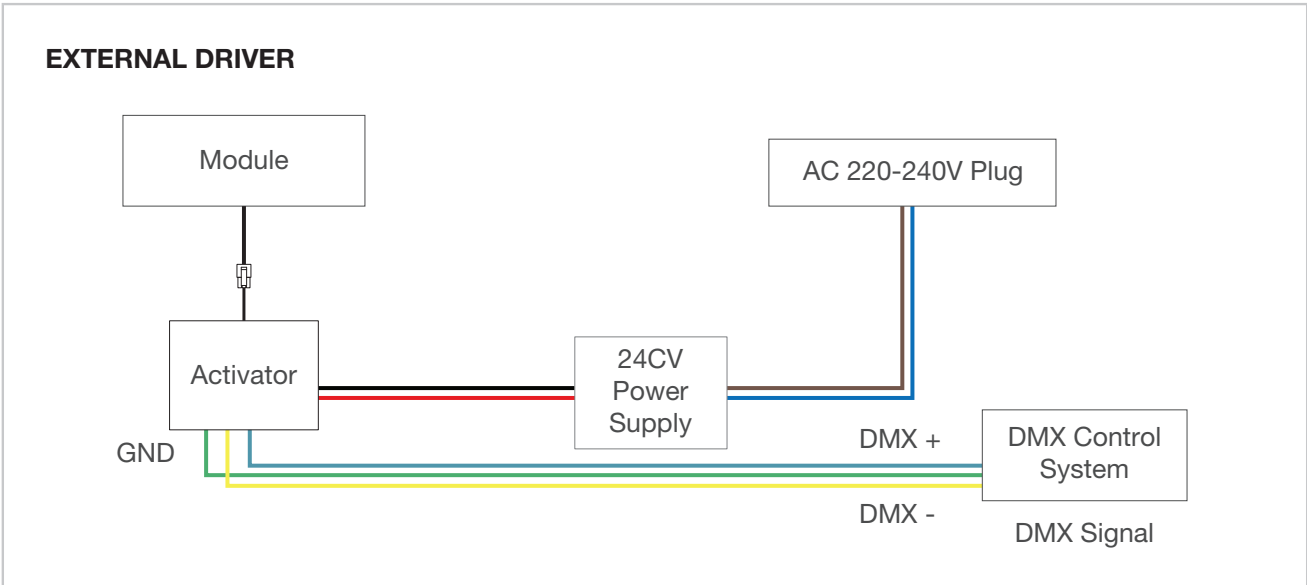 EXTERNAL DRIVER
Module
AC 220-240V Plug
Activator
24CV
Power
Supply
GND
DMX +
DMX Control
System
DMX -
DMX Signal